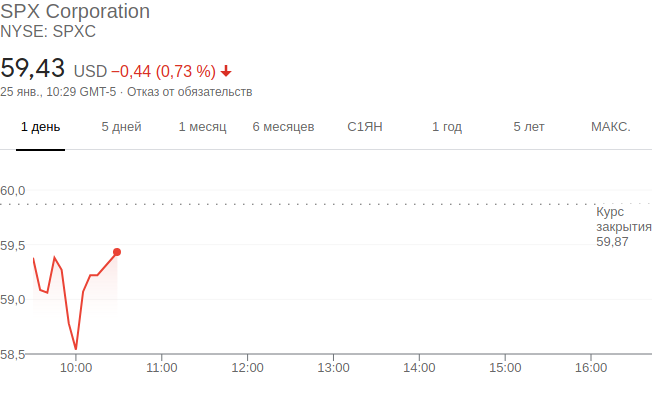 SPX Corporation
NYSE: SPXC
59,43 USD −0,44 (0,73 %)
25 янв., 10:29 GMT-5 · Отказ от обязательств
1 день 5 дней 1 месяц 6 месяцев С1ЯН 1 год 5 лет МАКС.
60,0
Курс
закрытия
59,87
59,5
59,0
58,5
10:00 11:00 12:00 13:00 14:00 15:00 16:00